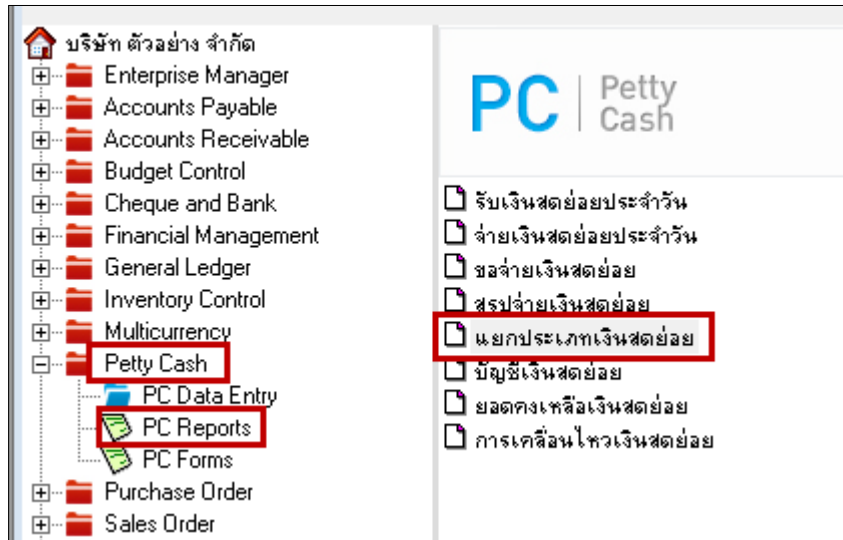 บริษัท ตัวอย่าง จำกัด
Enterprise Manager
Accounts Payable
Accounts Receivable
Budget Control
Cheque and Bank
Financial Management
General Ledger
Inventory Control
Multicurrency
Petty Cash
PC Data Entry
PC Reports
PC Forms
Purchase Order
Sales Order
PC | Petty
Cash
รับเงินสดย่อยประจำวัน
จ่ายเงินสดย่อยประจำวัน
ขอจ่ายเงินสดย่อย
สรุปจ่ายเงินสดย่อย
แยกประเภทเงินสดย่อย
บัญชีเงินสดย่อย
ยอดคงเหลือเงินสดย่อย
การเคลื่อนไหวเงินสดย่อย